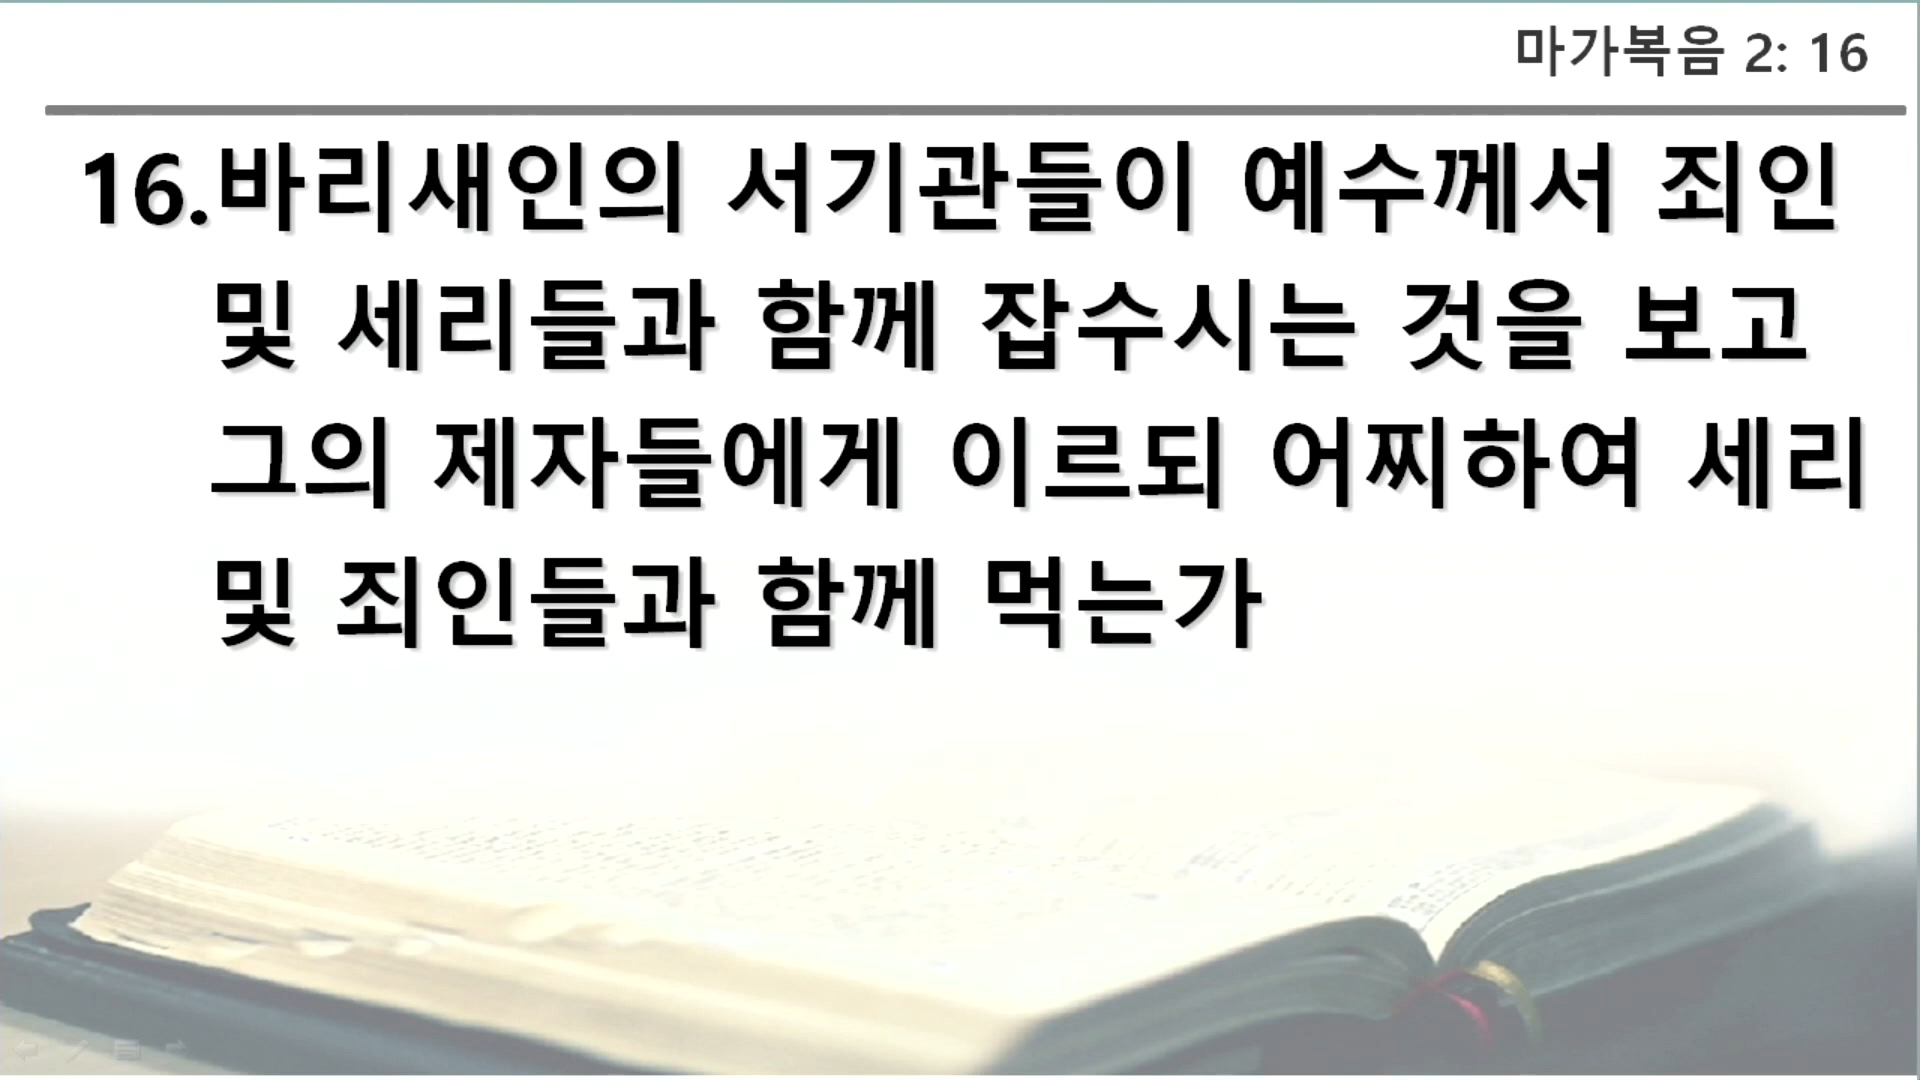 마가복음 2: 16
16.바리새인의 서기관들이 예수께서 죄인
및 세리들과 함께 잡수시는 것을 보고
그의 제자들에게 이르되 어찌하여 세리
및 죄인들과 함께 먹는가